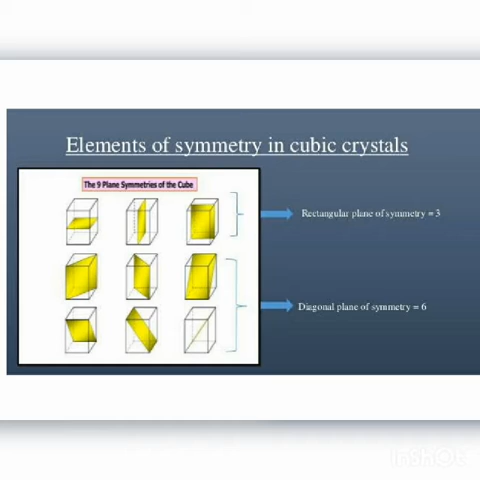 Elements of symmetry in cubic crystals
The 9 Plane Symmetries of the Cube
Rectangular plane of symmetry = 3
Diagonal plane of symmetry = 6
InShOt